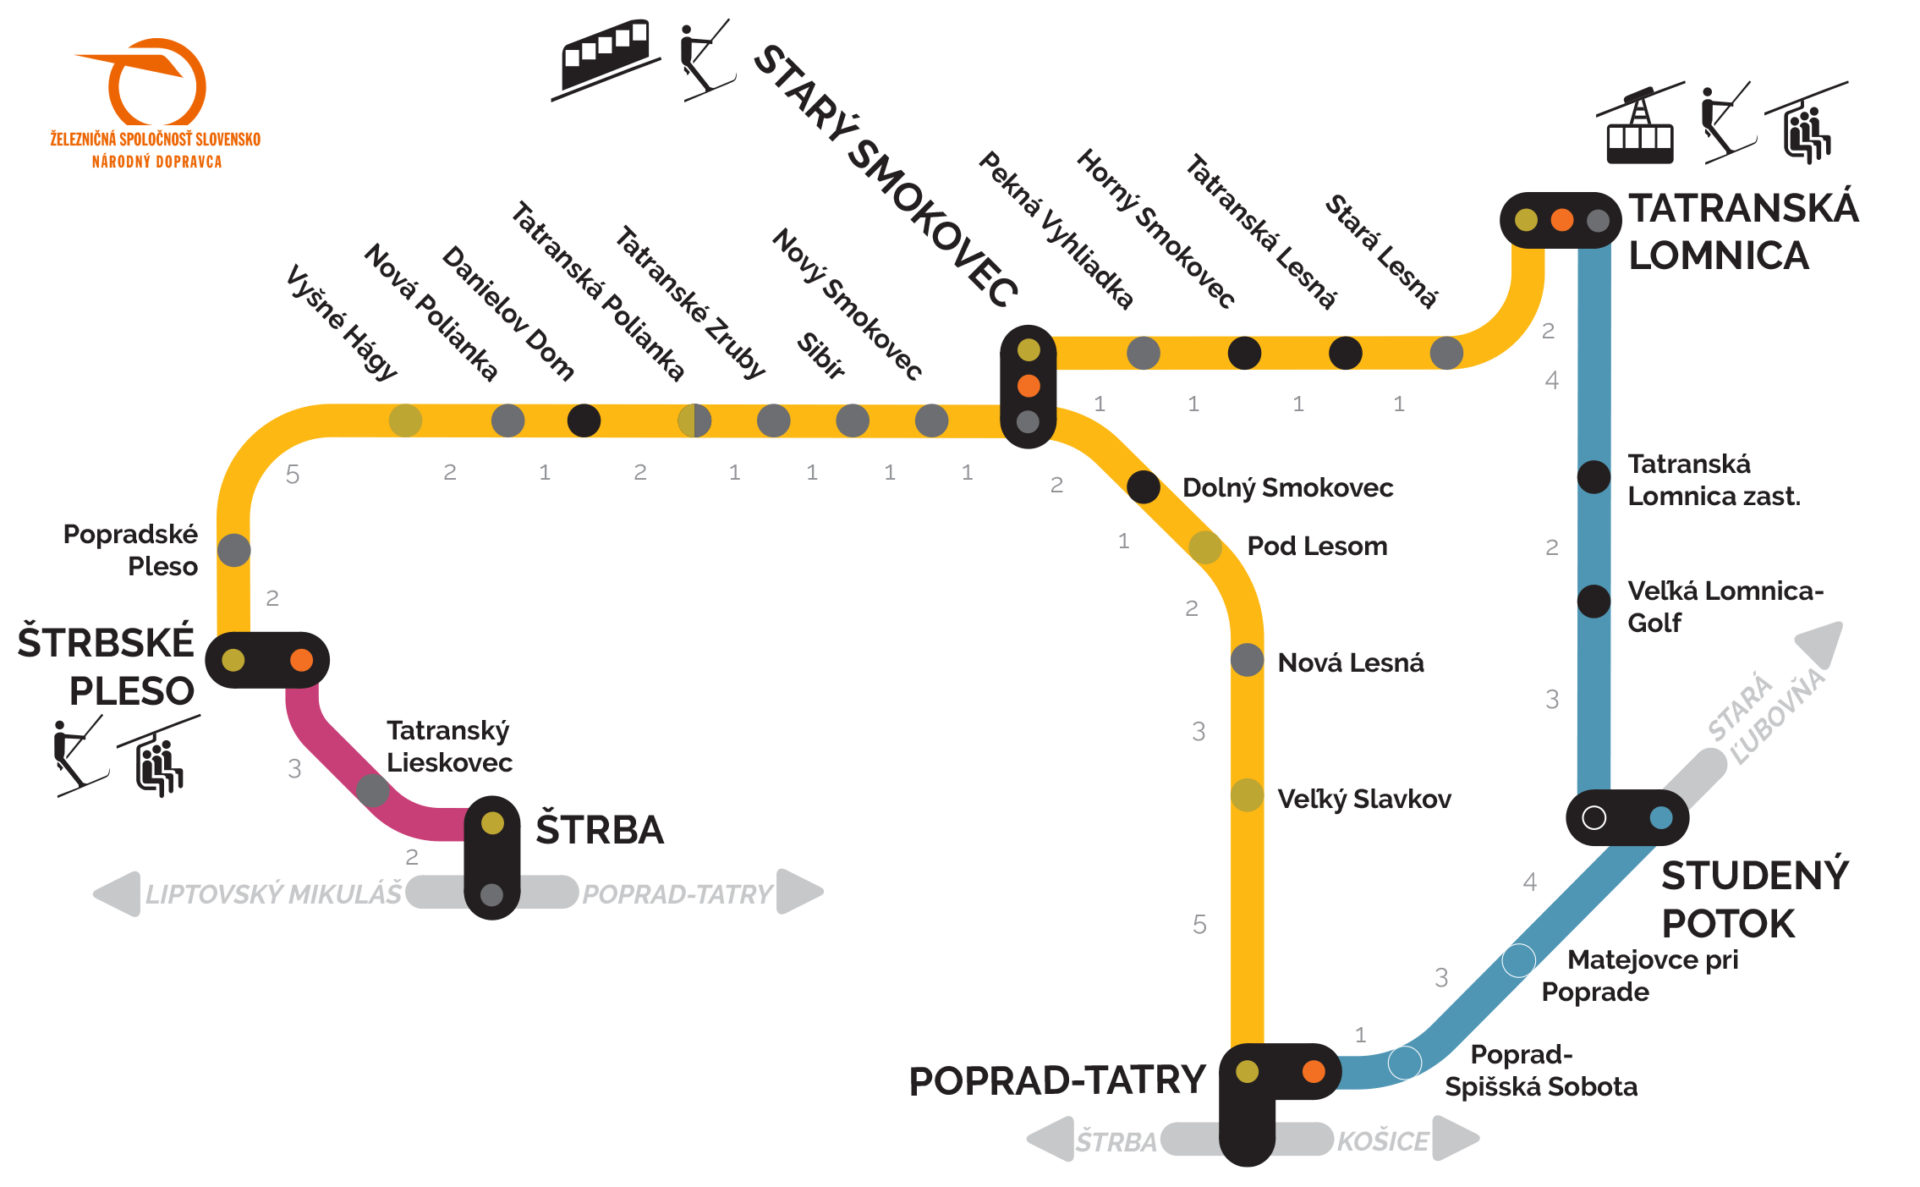 ŽELEZNIČNÁ SPOLOČNOSŤ SLOVENSKO
NÁRODNÝ DOPRAVCA
STARÝ SMOKOVEC
Pekná Vyhliadka
Horný Smokovec
Tatranská Lesná
Stará Lesná
TATRANSKÁ
LOMNICA
Vyšné Hágy
Nová Polianka
Danielov Dom
Tatranská Polianka
Tatranské Zruby
Sibír
Nový Smokovec
2
4
1
1
1
1
5
2
1
2
1
1
1
1
2
Dolný Smokovec
1
Pod Lesom
2
Nová Lesná
3
Veľký Slavkov
5
Tatranská
Lomnica zast.
2
Veľká Lomnica-
Golf
3
STARÁ
ĽUBOVŇA
Popradské
Pleso
2
ŠTRBSKÉ
PLESO
Tatranský
Lieskovec
3
ŠTRBA
2
LIPTOVSKÝ MIKULÁŠ
POPRAD-TATRY
STUDENÝ
POTOK
4
Matejovce pri
Poprade
3
1
Poprad-
Spišská Sobota
POPRAD-TATRY
ŠTRBA
KOŠICE